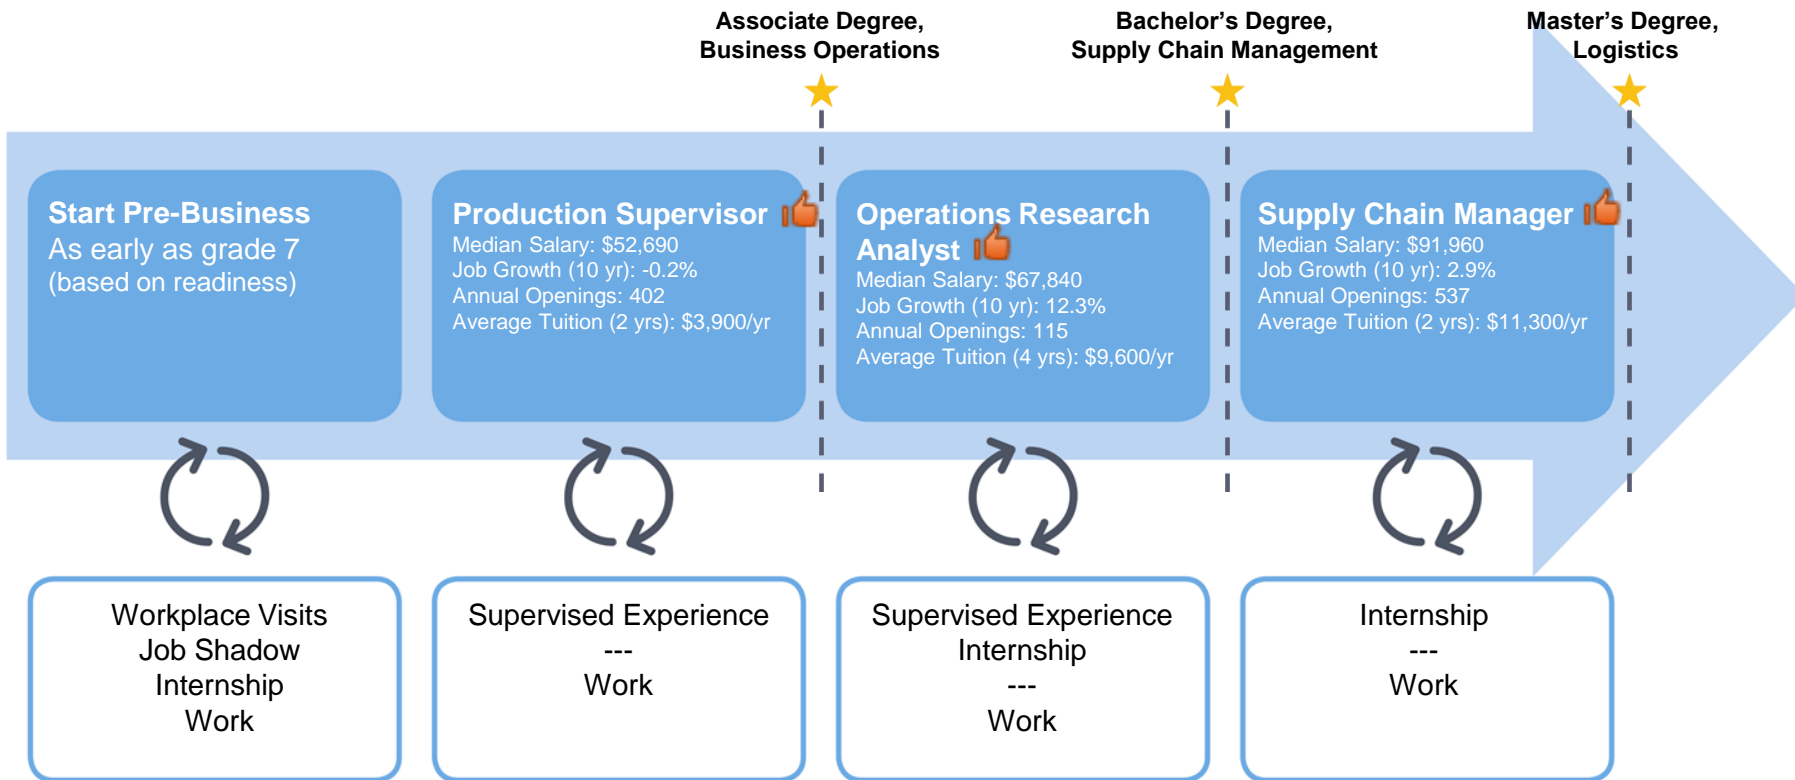 Associate Degree,
Business Operations
Bachelor’s Degree,
Supply Chain Management
Master’s Degree,
Logistics
Start Pre-Business
As early as grade 7
(based on readiness)
Production Supervisor
Median Salary: $52,690
Job Growth (10 yr): -0.2%
Annual Openings: 402
Average Tuition (2 yrs): $3,900/yr
Operations Research
Analyst
Median Salary: $67,840
Job Growth (10 yr): 12.3%
Annual Openings: 115
Average Tuition (4 yrs): $9,600/yr
Supply Chain Manager
Median Salary: $91,960
Job Growth (10 yr): 2.9%
Annual Openings: 537
Average Tuition (2 yrs): $11,300/yr
Workplace Visits
Job Shadow
Internship
Work
Supervised Experience
---
Work
Supervised Experience
Internship
---
Work
Internship
---
Work